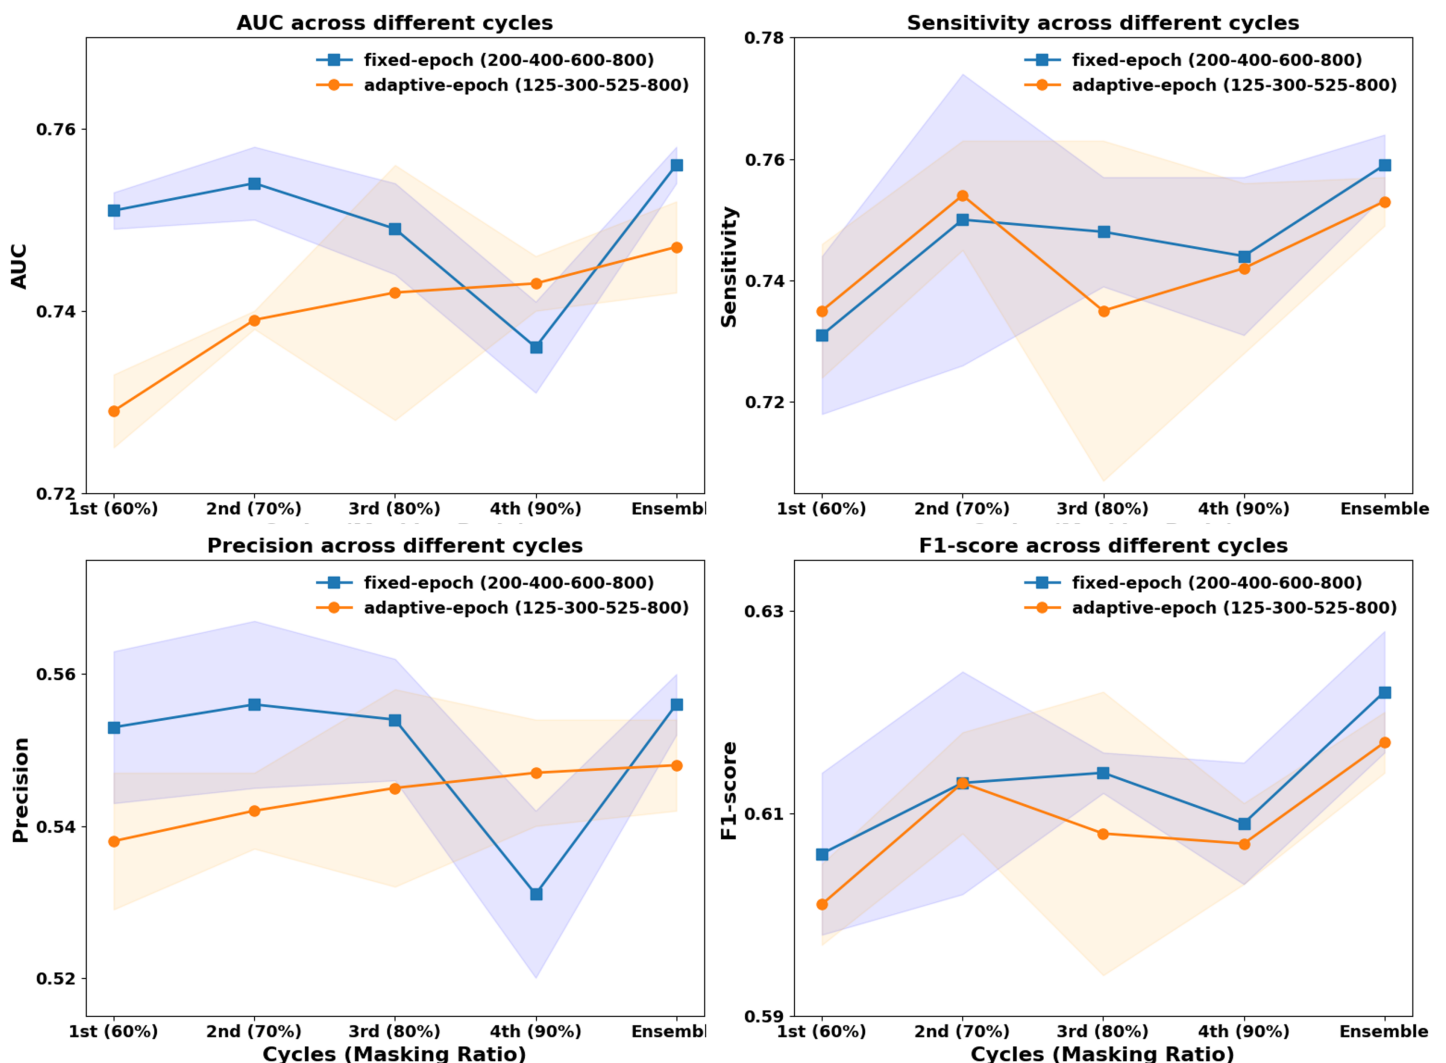 AUC across different cycles
fixed-epoch (200-400-600-800)
adaptive-epoch (125-300-525-800)
0.76
0.74
0.72
AUC
1st (60%) 2nd (70%) 3rd (80%) 4th (90%) Ensembl
Sensitivity across different cycles
fixed-epoch (200-400-600-800)
adaptive-epoch (125-300-525-800)
0.78
0.76
0.74
0.72
Sensitivity
1st (60%) 2nd (70%) 3rd (80%) 4th (90%) Ensemble
Precision across different cycles
fixed-epoch (200-400-600-800)
adaptive-epoch (125-300-525-800)
0.56
0.54
0.52
Precision
1st (60%) 2nd (70%) 3rd (80%) 4th (90%) Ensembl
Cycles (Masking Ratio)
F1-score across different cycles
fixed-epoch (200-400-600-800)
adaptive-epoch (125-300-525-800)
0.63
0.61
0.59
F1-score
1st (60%) 2nd (70%) 3rd (80%) 4th (90%) Ensemble
Cycles (Masking Ratio)